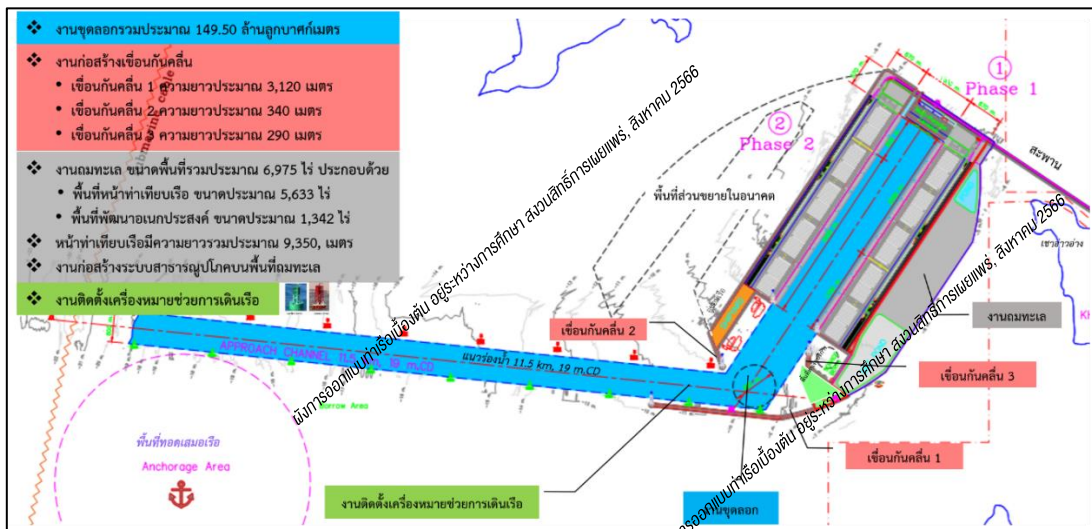 ❖ งานขุดลอกรวมประมาณ 149.50 ล้านลูกบาศก์เมตร
❖ งานก่อสร้างเขื่อนกันคลื่น
• เขื่อนกันคลื่น 1 ความยาวประมาณ 3,120 เมตร
• เขื่อนกันคลื่น 2 ความยาวประมาณ 340 เมตร
• เขื่อนกันคลื่น 3 ความยาวประมาณ 290 เมตร
❖ งานถมทะเล ขนาดพื้นที่รวมประมาณ 6,975 ไร่ ประกอบด้วย
• พื้นที่หน้าท่าเทียบเรือ ขนาดประมาณ 5,633 ไร่
• พื้นที่พัฒนาอเนกประสงค์ ขนาดประมาณ 1,342 ไร่
❖ หน้าท่าเทียบเรือมีความยาวรวมประมาณ 9,350, เมตร
❖ งานก่อสร้างระบบสาธารณูปโภคบนพื้นที่ถมทะเล
❖ งานติดตั้งเครื่องหมายช่วยการเดินเรือ
submarine cable
1
Phase 1
2
Phase 2
สะพาน
พื้นที่ส่วนขยายในอนาคต
งานถมทะเล
เขื่อนกันคลื่น 2
เขื่อนกันคลื่น 3
เขื่อนกันคลื่น 1
APPROACH CHANNEL 11.5 19 m.CD
แนวร่องน้ำ 11.5 km. 19 m.CD
Borrow Area
พื้นที่ทอดสมอเรือ
Anchorage Area
งานติดตั้งเครื่องหมายช่วยการเดินเรือ
งานขุดลอก
ผังการออกแบบท่าเรือเบื้องต้น อยู่ระหว่างการศึกษา สงวนสิทธิ์การเผยแพร่, สิงหาคม 2566
การออกแบบท่าเรือเบื้องต้น อยู่ระหว่างการศึกษา สงวนสิทธิ์การเผยแพร่, สิงหาคม 2566